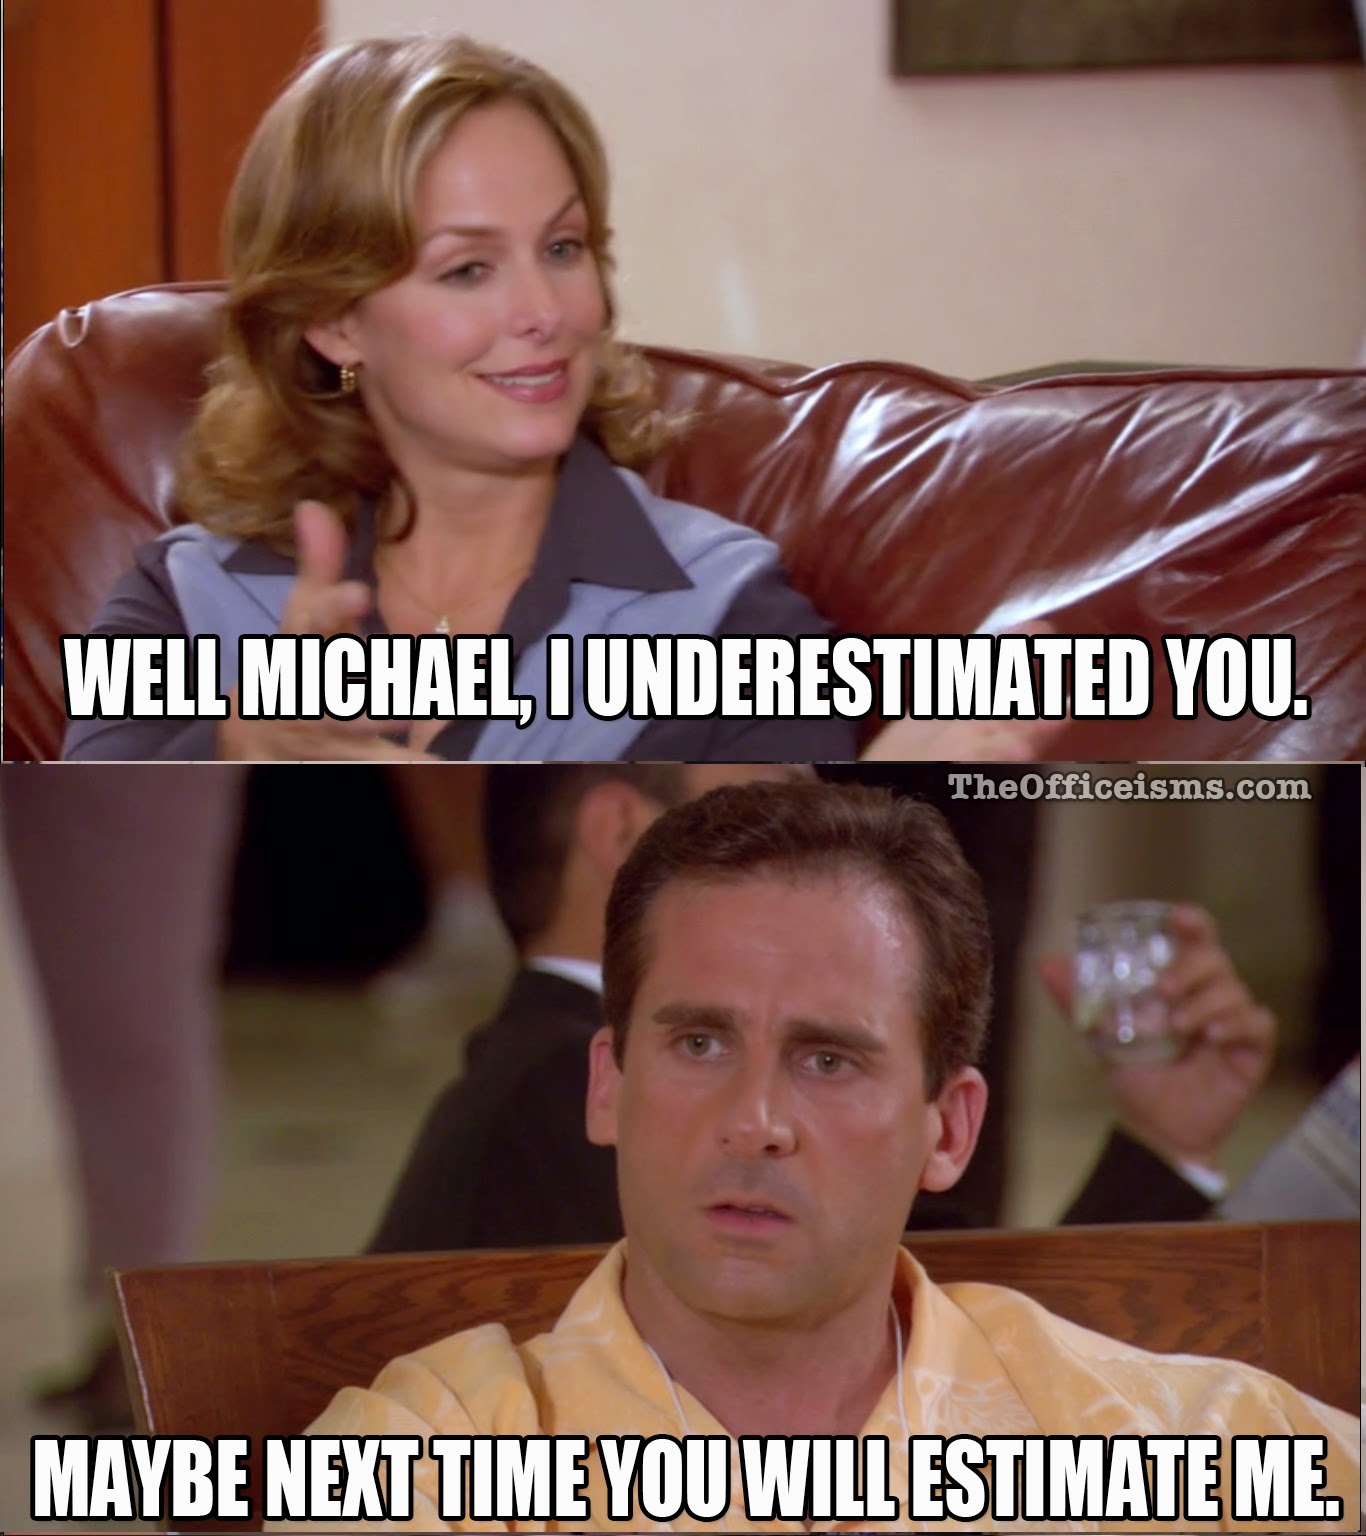 WELL MICHAEL, I UNDERESTIMATED YOU.
TheOfficeisms.com
MAYBE NEXT TIME YOU WILL ESTIMATE ME.